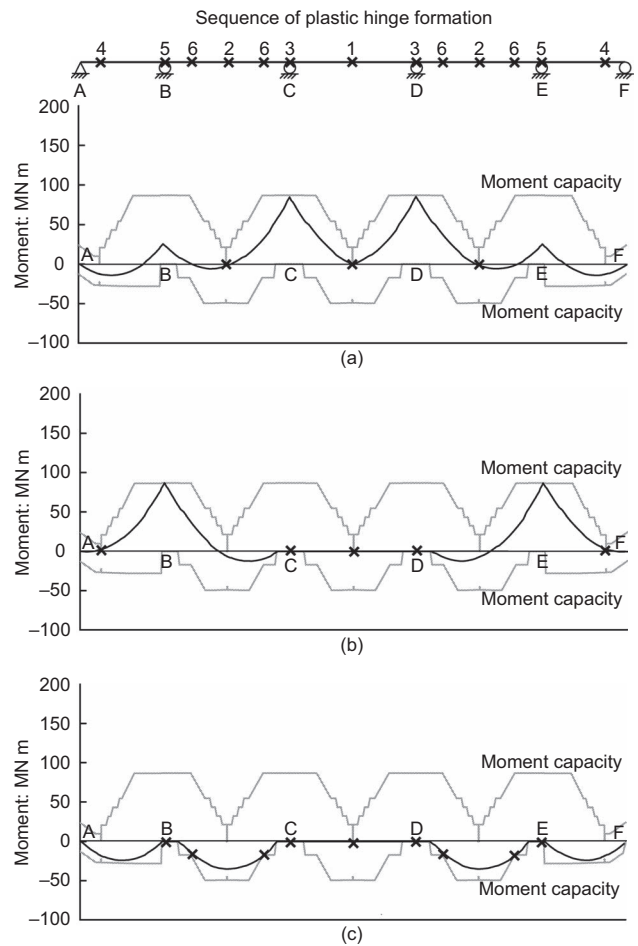 Sequence of plastic hinge formation
4 5 6 2 6 3 1 3 6 2 6 5 4
A B C D E F
200
150
100
50
0
–50
–100
Moment: MN m
Moment capacity
A B C D E F
Moment capacity
(a)
200
150
100
50
0
–50
–100
Moment: MN m
Moment capacity
A B C D E F
Moment capacity
(b)
200
150
100
50
0
–50
–100
Moment: MN m
Moment capacity
A B C D E F
Moment capacity
(c)